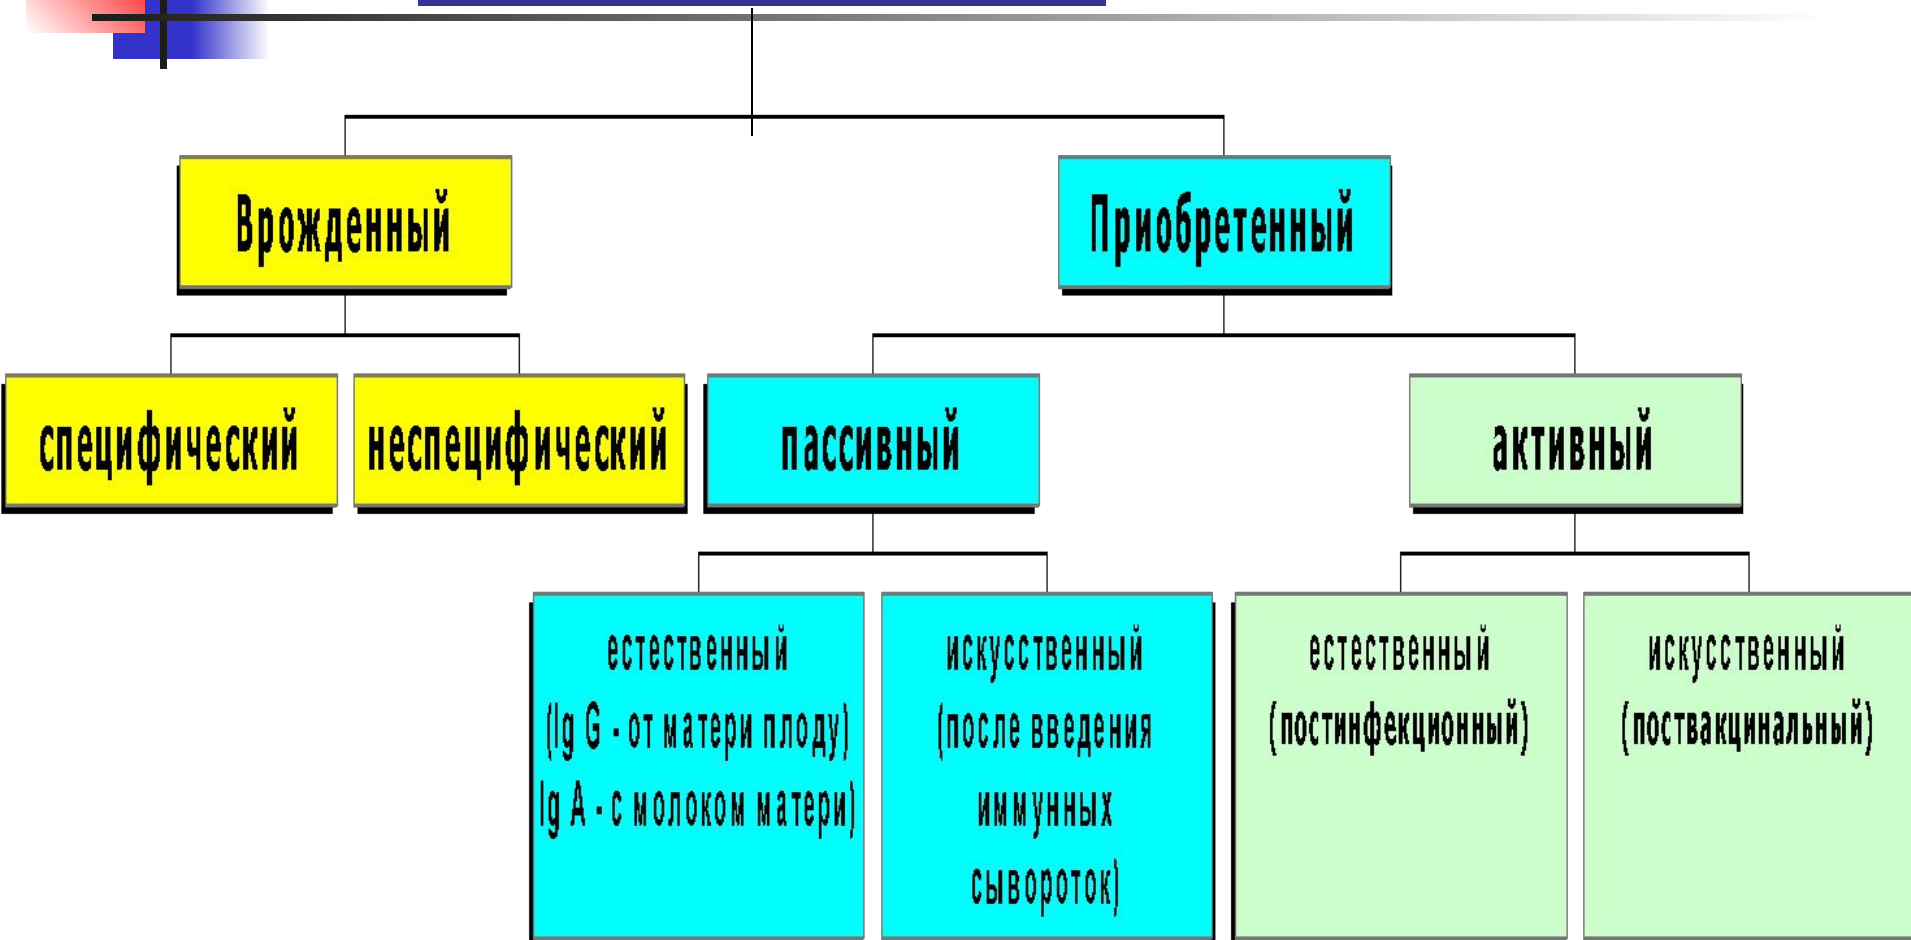 Врожденный
Приобретенный
специфический
неспецифический
пассивный
активный
естественный
(Ig G - от матери плоду)
Ig A - с молоком матери)
искусственный
(после введения
иммунных
сывороток)
естественный
(постинфекционный)
искусственный
(поствакцинальный)